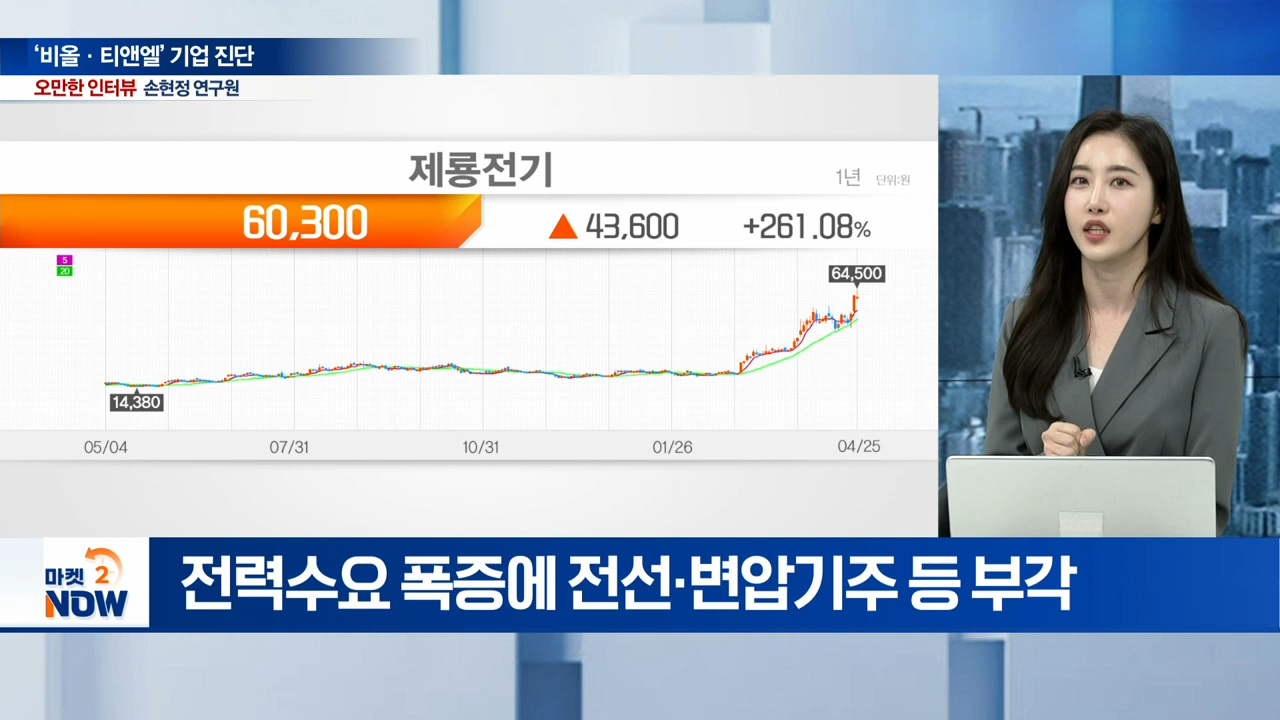 ‘비올 · 티앤엘’ 기업 진단
오만한 인터뷰 손현정 연구원
제룡전기
1년 단위:원
60,300 ▲ 43,600 +261.08%
5
20
64,500
14,380
05/04 07/31 10/31 01/26 04/25
마켓 2
NOW
전력수요 폭증에 전선·변압기주 등 부각